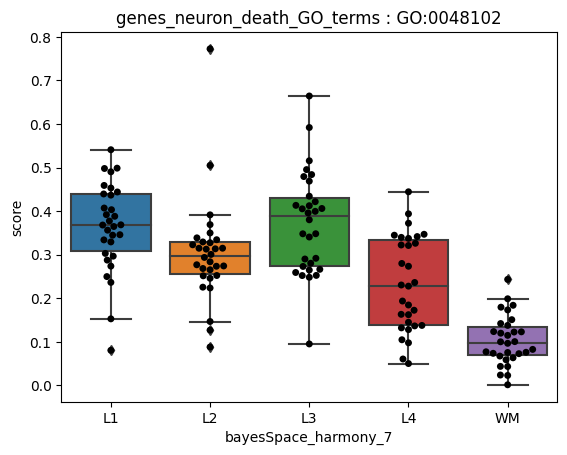 genes_neuron_death_GO_terms : GO:0048102
0.8
0.7
0.6
0.5
0.4
0.3
0.2
0.1
0.0
score
L1 L2 L3 L4 WM
bayesSpace_harmony_7